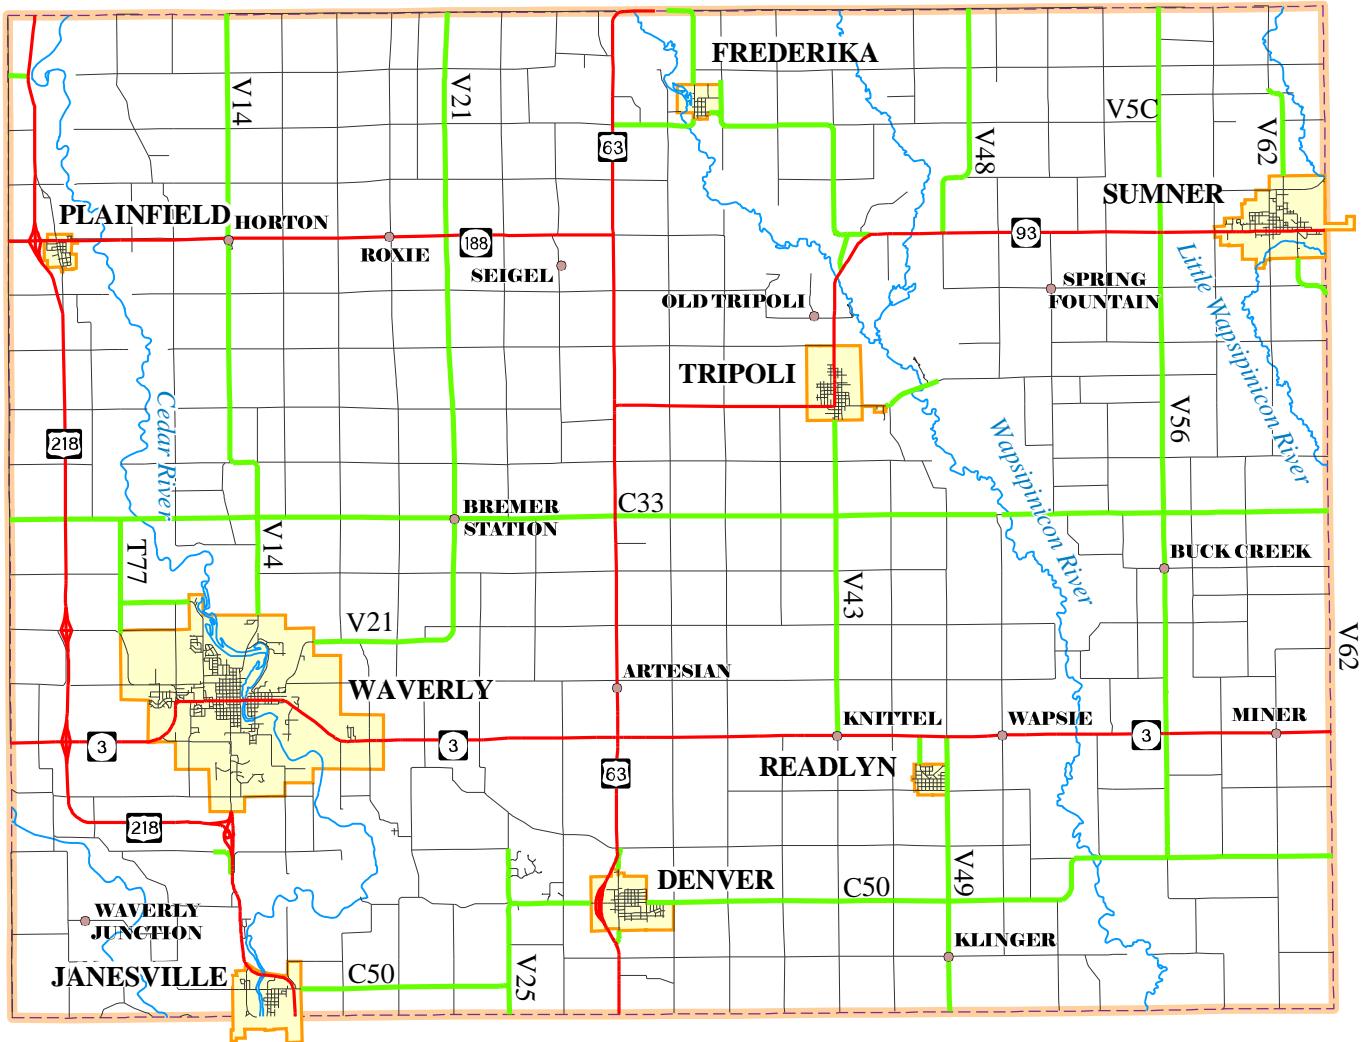 FREDERIKA
V14
V21
V5C
63
V48
V62
SUMNER
PLAINFIELD
HORTON
188
93
ROXIE
SEIGEL
SPRING
FOUNTAIN
OLD TRIPOLI
Little Wapsipinicon River
TRIPOLI
Cedar River
V56
218
Wapsipinicon River
C33
BREMER
STATION
V14
T77
BUCK CREEK
V43
V21
V62
ARTESIAN
WAVERLY
KNITTEL
WAPSIE
MINER
3
3
3
READLYN
63
218
DENVER
C50
V49
WAVERLY
JUNCTION
KLINGER
JANESVILLE
C50
V25